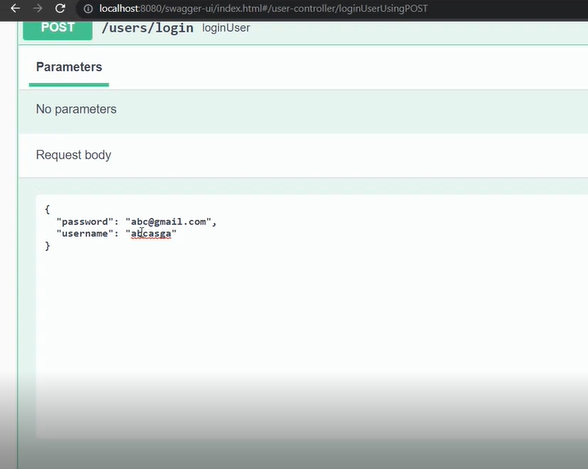 localhost:8080/swagger-ui/index.html#/user-controller/loginUserUsingPOST
POST /users/login loginUser
Parameters
No parameters
Request body
{
"password": "abc@gmail.com",
"username": "abcasga"
}